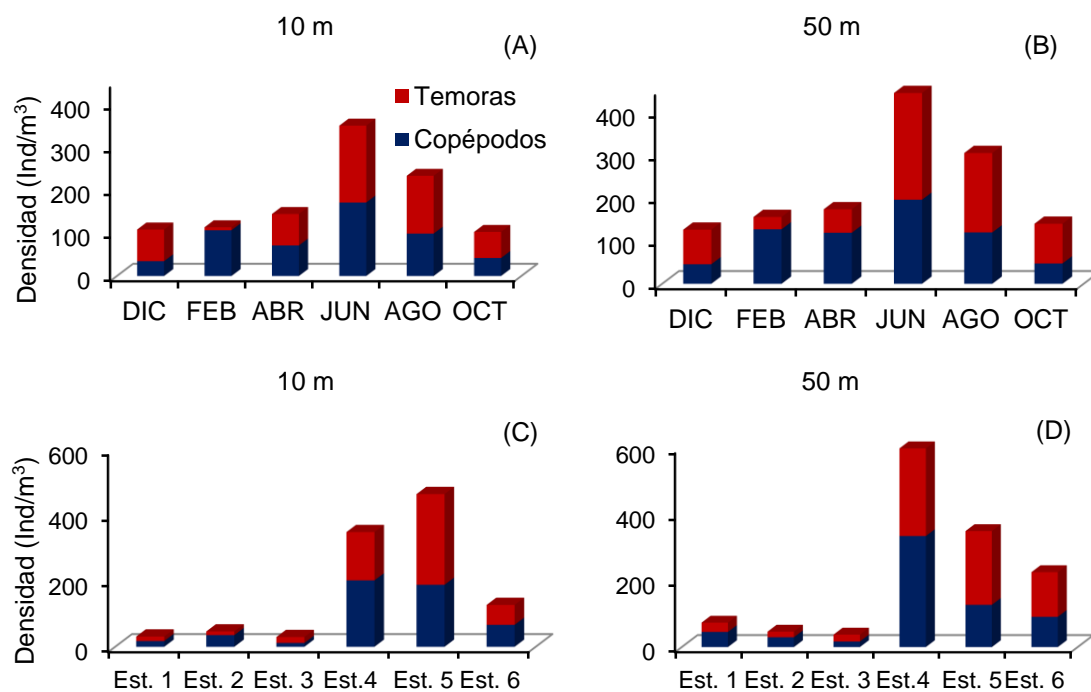 10 m
(A)
Densidad (Ind/m³)
400
300
200
100
0
Temoras
Copépodos
DIC FEB ABR JUN AGO OCT
50 m
(B)
400
300
200
100
0
DIC FEB ABR JUN AGO OCT
10 m
(C)
Densidad (Ind/m³)
600
400
200
0
Est. 1 Est. 2 Est. 3 Est.4 Est. 5 Est. 6
50 m
(D)
600
400
200
0
Est. 1 Est. 2 Est. 3 Est.4 Est. 5 Est. 6